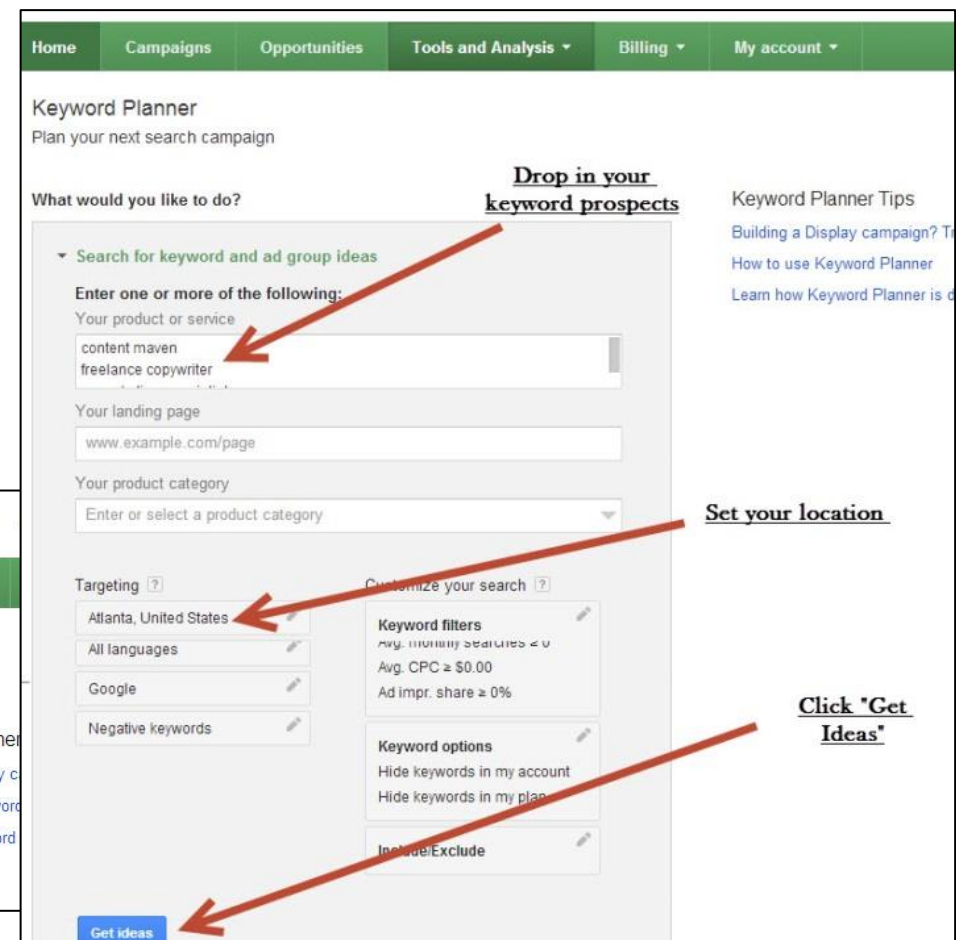 Home Campaigns Opportunities Tools and Analysis Billing My account
Keyword Planner
Plan your next search campaign
Drop in your
keyword prospects
What would you like to do?
Keyword Planner Tips
Building a Display campaign?
How to use Keyword Planner
Learn how Keyword Planner is
Search for keyword and ad group ideas
Enter one or more of the following:
Your product or service
content maven
freelance copywriter
Your landing page
www.example.com/page
Your product category
Enter or select a product category
Set your location
Targeting ?
Customize your search ?
Atlanta, United States
All languages
Google
Negative keywords
Keyword filters
Avg. monthly searches ≥ 0
Avg. CPC ≥ $0.00
Ad impr. share ≥ 0%
Click "Get
Ideas"
Keyword options
Hide keywords in my account
Hide keywords in my plan
Include/Exclude
Get ideas